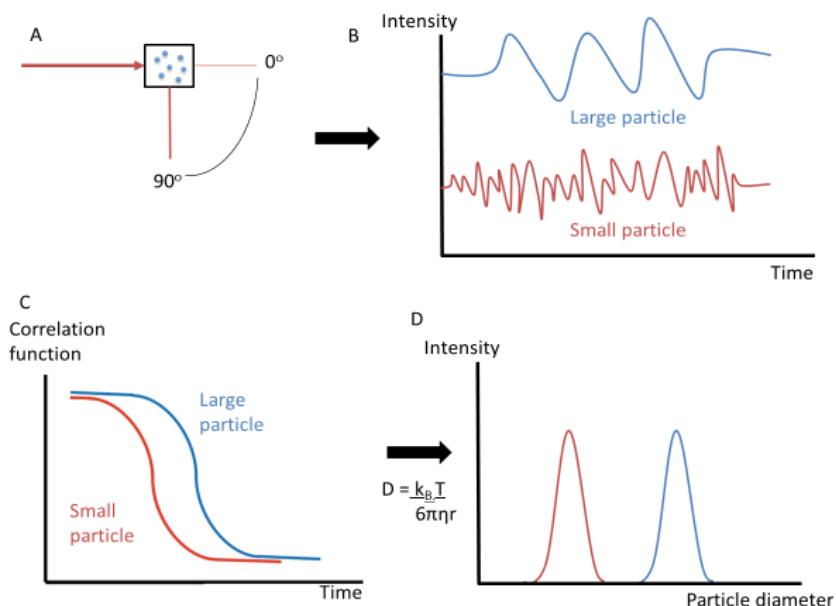 A
0°
90°
B
Intensity
Large particle
Small particle
Time
C
Correlation
function
Large
particle
Small
particle
Time
D = k_B T
6πηr
D
Intensity
Particle diameter